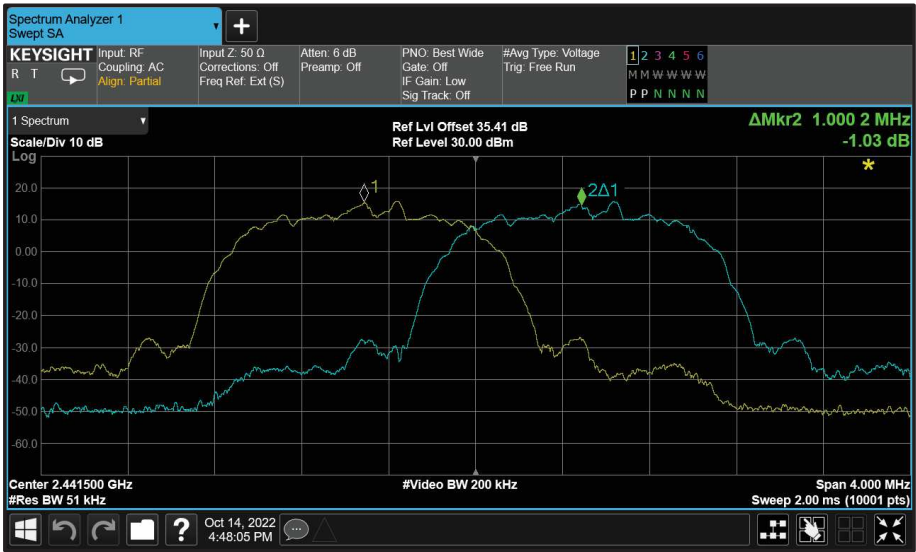 Spectrum Analyzer 1
Swept SA
+
KEYSIGHT
R T
LXI
Input: RF
Coupling: AC
Align: Partial
Input Z: 50 Ω
Corrections: Off
Freq Ref: Ext (S)
Atten: 6 dB
Preamp: Off
PNO: Best Wide
Gate: Off
IF Gain: Low
Sig Track: Off
#Avg Type: Voltage
Trig: Free Run
1 2 3 4 5 6
M M W W W W
P P N N N N
1 Spectrum
Scale/Div 10 dB
Log
Ref Lvl Offset 35.41 dB
Ref Level 30.00 dBm
ΔMkr2 1.000 2 MHz
-1.03 dB
*
1
2Δ1
20.0
10.0
0.00
-10.0
-20.0
-30.0
-40.0
-50.0
-60.0
Center 2.441500 GHz
#Res BW 51 kHz
#Video BW 200 kHz
Span 4.000 MHz
Sweep 2.00 ms (10001 pts)
?
Oct 14, 2022
4:48:05 PM